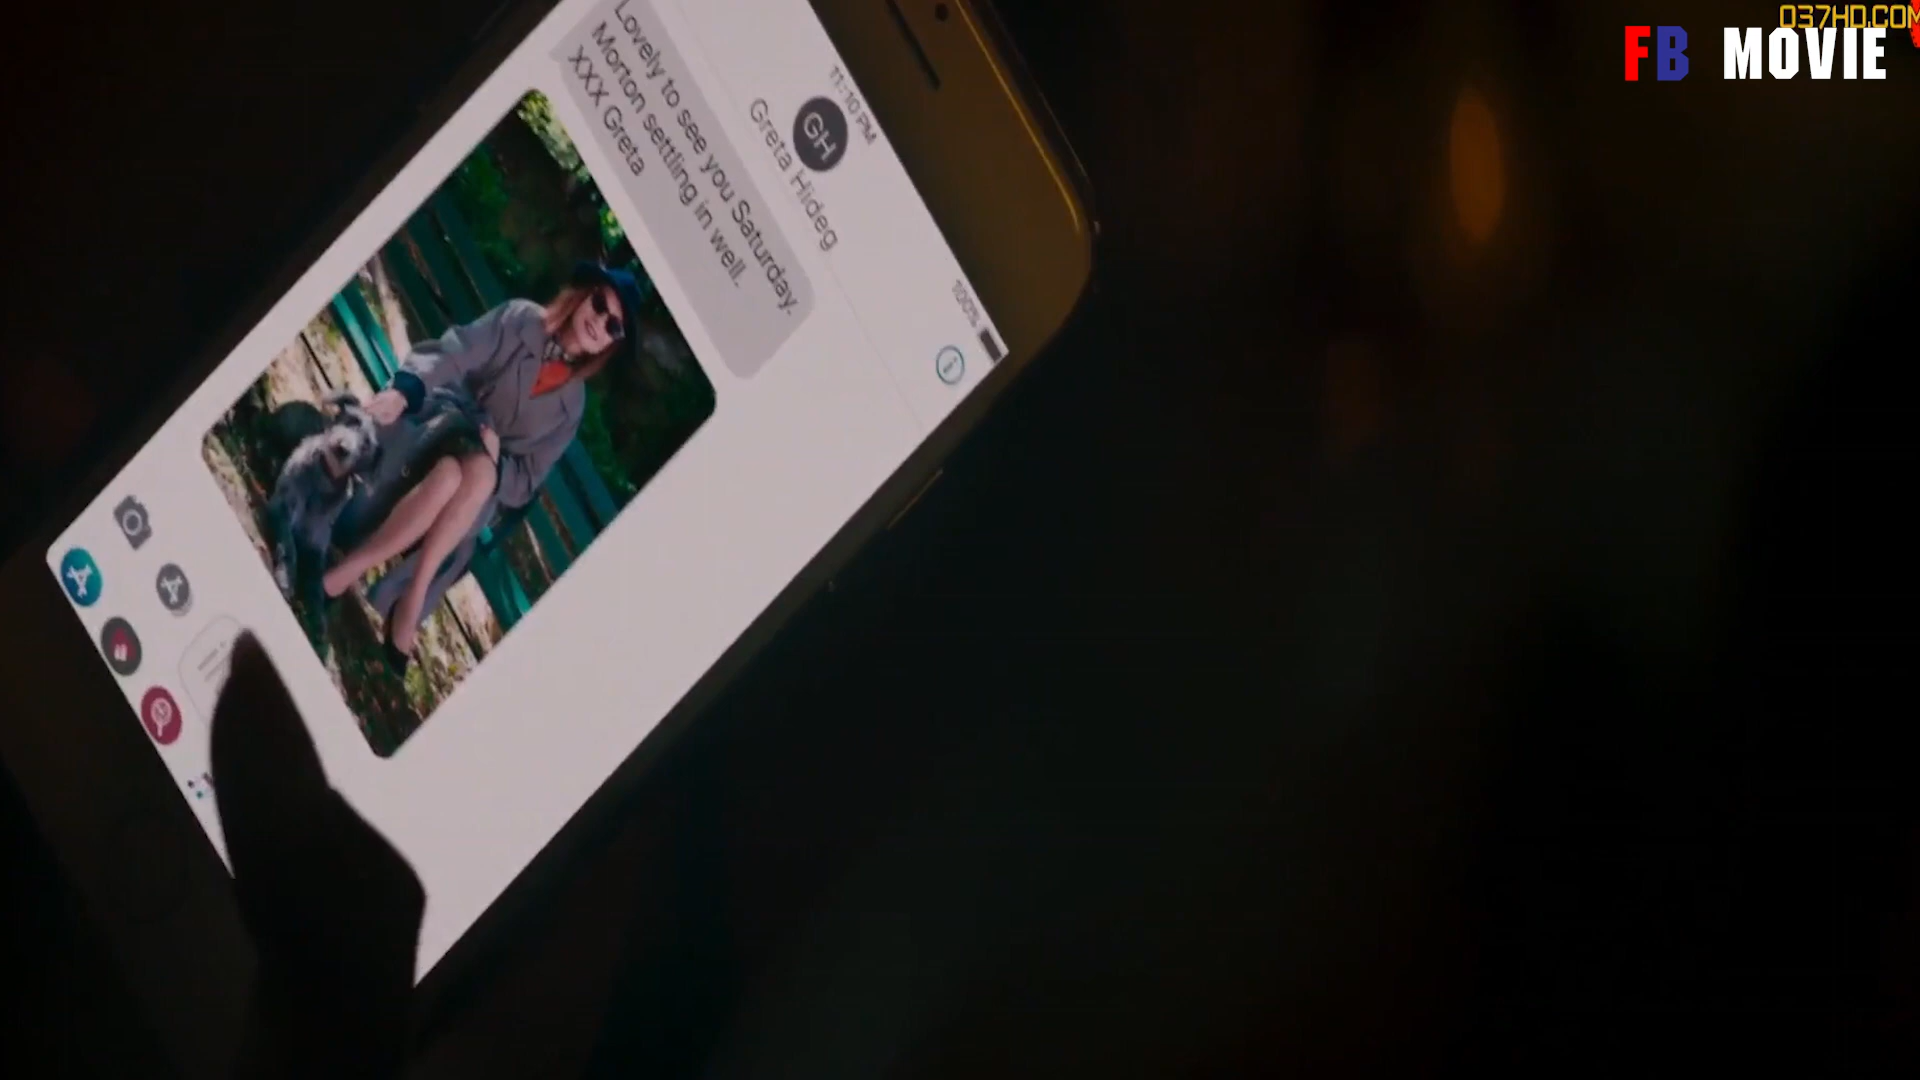 037HD.COM
FB MOVIE
11:10 PM
100%
GH
Greta Hideg
Lovely to see you Saturday.
Morton settling in well.
XXX Greta